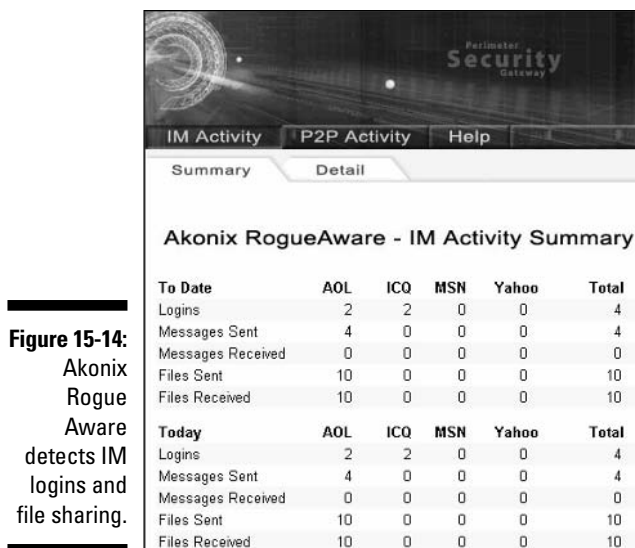 Perimeter
Security
Gateway
IM Activity P2P Activity Help
Summary Detail
Akonix RogueAware - IM Activity Summary
To Date AOL ICQ MSN Yahoo Total
Logins 2 2 0 0 4
Messages Sent 4 0 0 0 4
Messages Received 0 0 0 0 0
Files Sent 10 0 0 0 10
Files Received 10 0 0 0 10
Today AOL ICQ MSN Yahoo Total
Logins 2 2 0 0 4
Messages Sent 4 0 0 0 4
Messages Received 0 0 0 0 0
Files Sent 10 0 0 0 10
Files Received 10 0 0 0 10
Figure 15-14:
Akonix
Rogue
Aware
detects IM
logins and
file sharing.